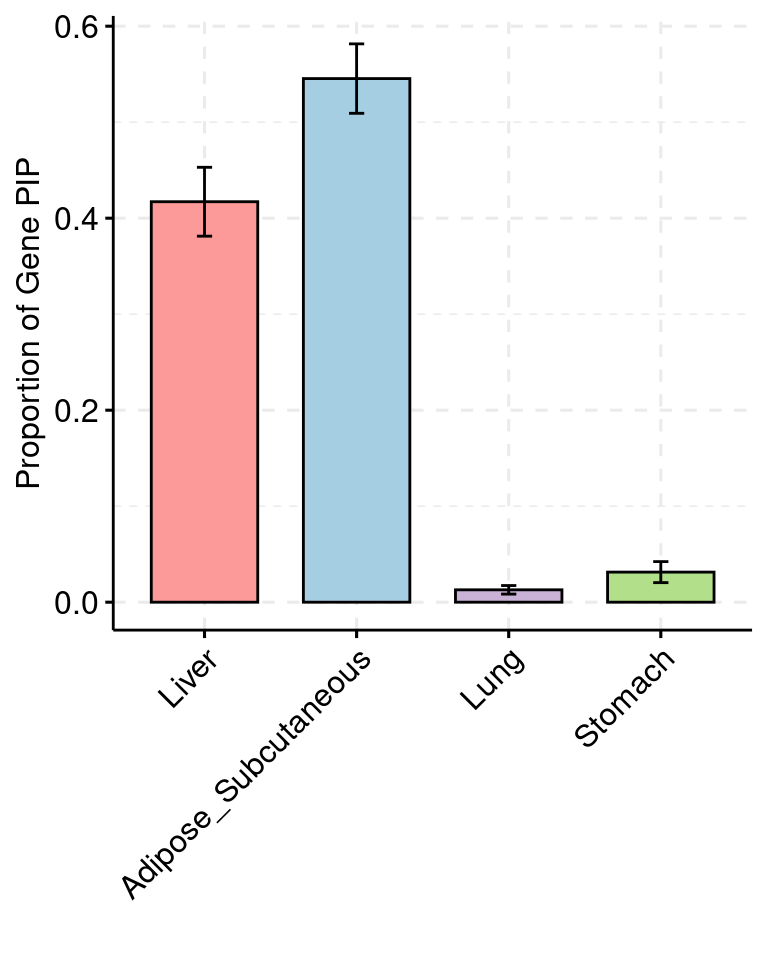 Proportion of Gene PIP
0.6
0.4
0.2
0.0
Liver
Adipose_Subcutaneous
Lung
Stomach